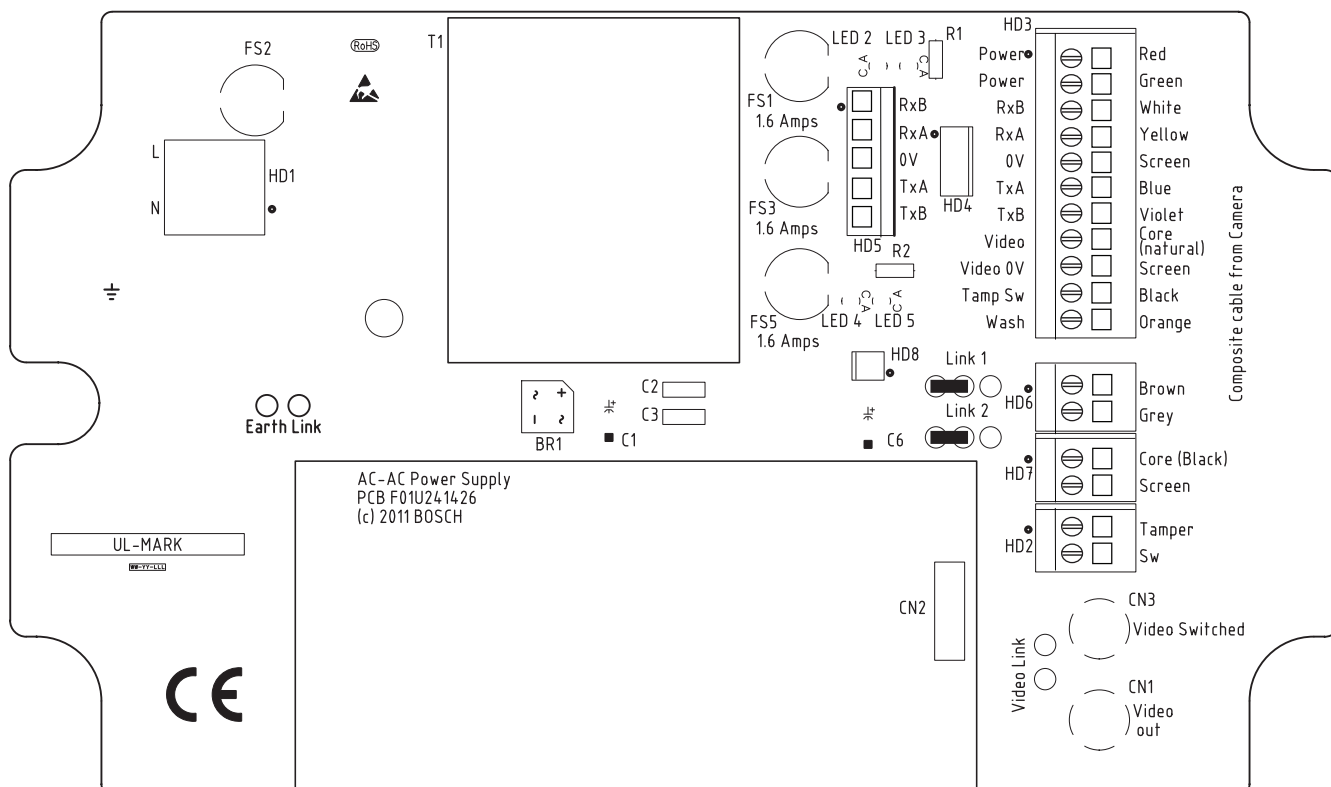 FS2
RoHS
T1
L
N
HD1
Earth Link
UL-MARK
WW-YY-LLL
CE
FS1
1.6 Amps
FS3
1.6 Amps
FS5
1.6 Amps
LED 2
LED 3
R1
C A
C A
RxB
RxA
0V
TxA
TxB
HD5
HD4
R2
C A
C A
LED 4
LED 5
HD8
Link 1
Link 2
C2
C3
BR1
C1
C6
AC-AC Power Supply
PCB F01U241426
(c) 2011 BOSCH
CN2
HD3
Power Red
Power Green
RxB White
RxA Yellow
0V Screen
TxA Blue
TxB Violet
Video Core
(natural)
Video 0V Screen
Tamp Sw Black
Wash Orange
Composite cable from Camera
HD6
Brown
Grey
HD7
Core (Black)
Screen
HD2
Tamper
Sw
CN3
Video Switched
Video Link
CN1
Video
out